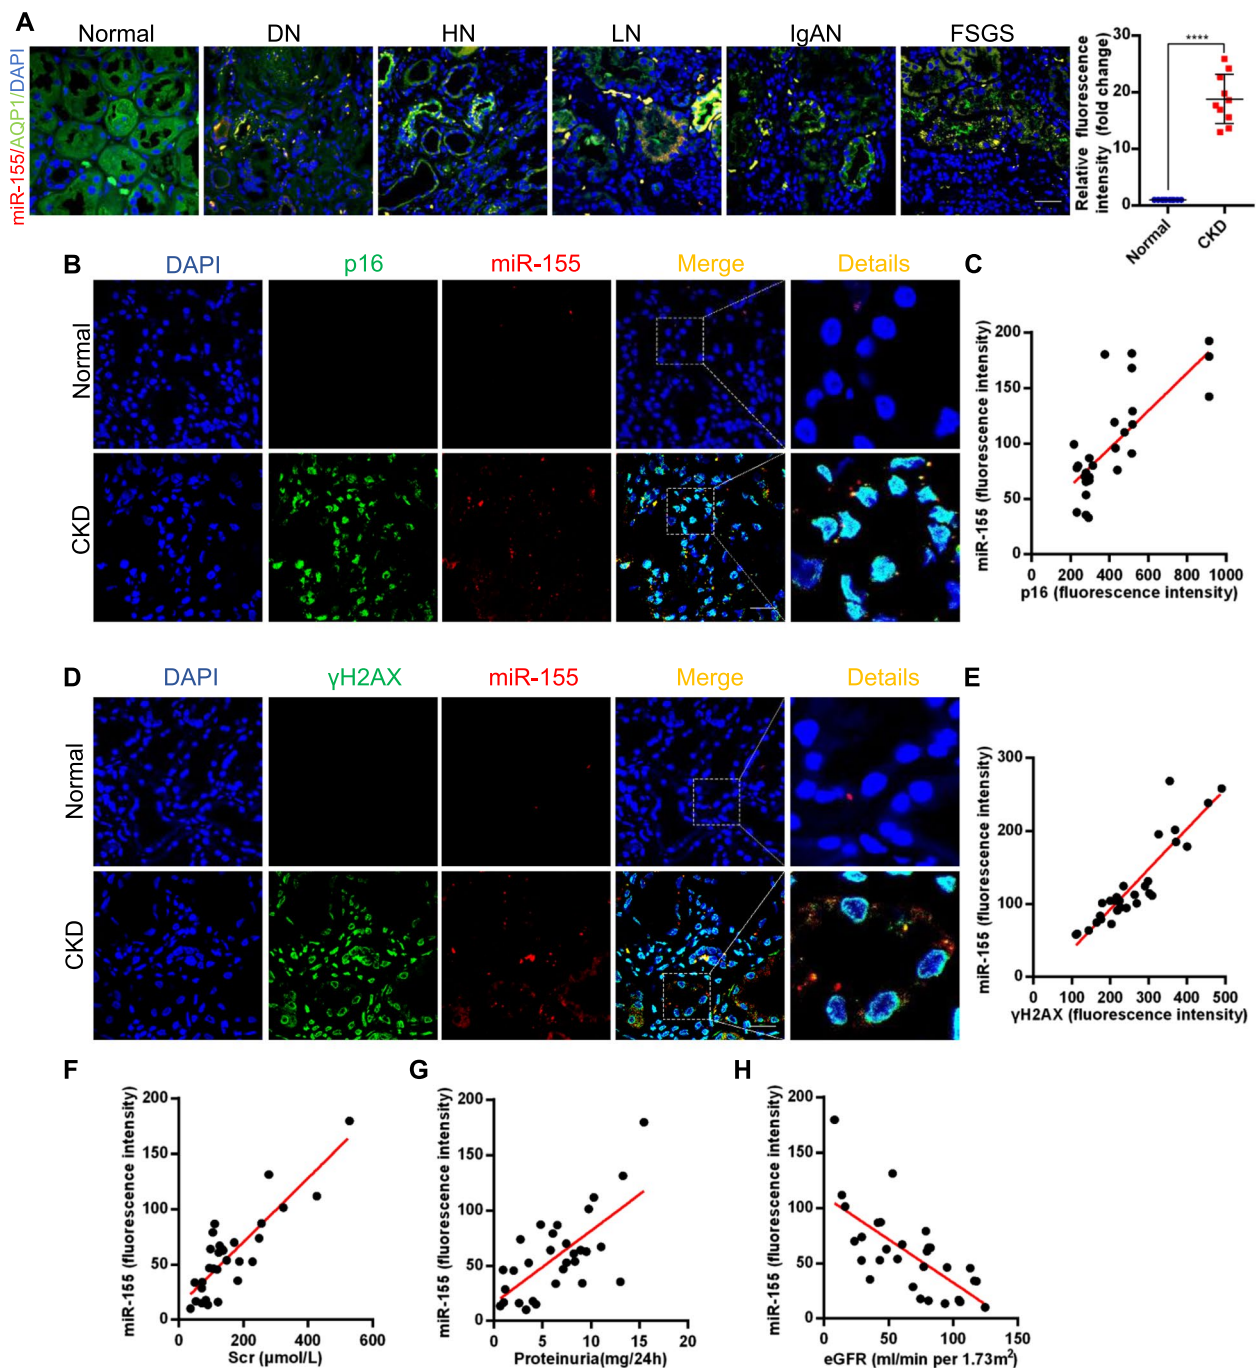 A
Normal DN HN LN IgAN FSGS
miR-155/AQP1/DAPI
Relative fluorescence
intensity (fold change)
30
20
10
0
****
Normal CKD
B
DAPI p16 miR-155 Merge Details
Normal
CKD
C
miR-155 (fluorescence intensity)
200
150
100
50
0
0 200 400 600 800 1000
p16 (fluorescence intensity)
D
DAPI γH2AX miR-155 Merge Details
Normal
CKD
E
miR-155 (fluorescence intensity)
300
200
100
0
0 100 200 300 400 500
γH2AX (fluorescence intensity)
F
miR-155 (fluorescence intensity)
200
150
100
50
0
0 200 400 600
Scr (μmol/L)
G
miR-155 (fluorescence intensity)
200
150
100
50
0
0 5 10 15 20
Proteinuria(mg/24h)
H
miR-155 (fluorescence intensity)
200
150
100
50
0
0 50 100 150
eGFR (ml/min per 1.73m²)